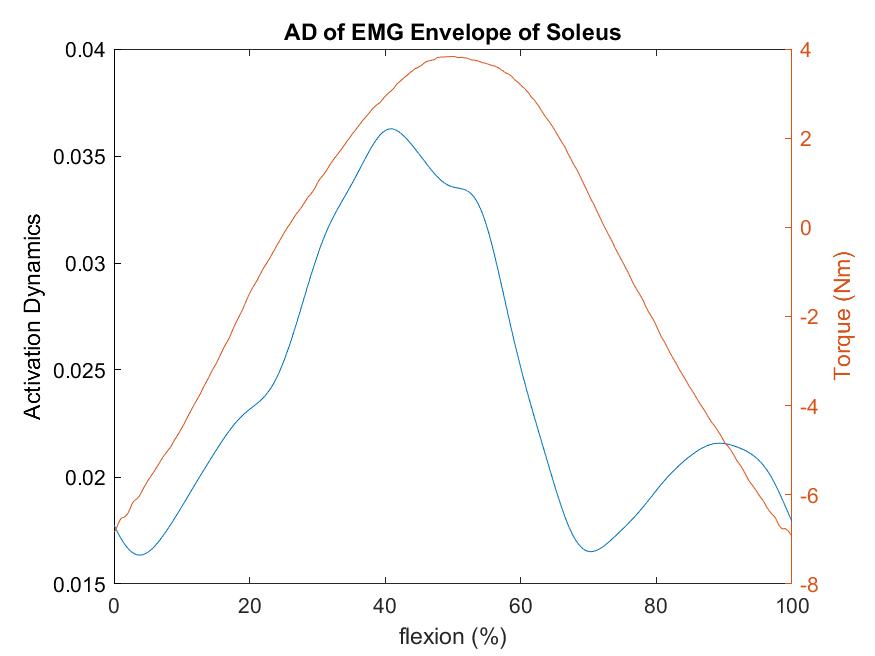 AD of EMG Envelope of Soleus
0.04
0.035
0.03
0.025
0.02
0.015
Activation Dynamics
4
2
0
-2
-4
-6
-8
Torque (Nm)
0 20 40 60 80 100
flexion (%)